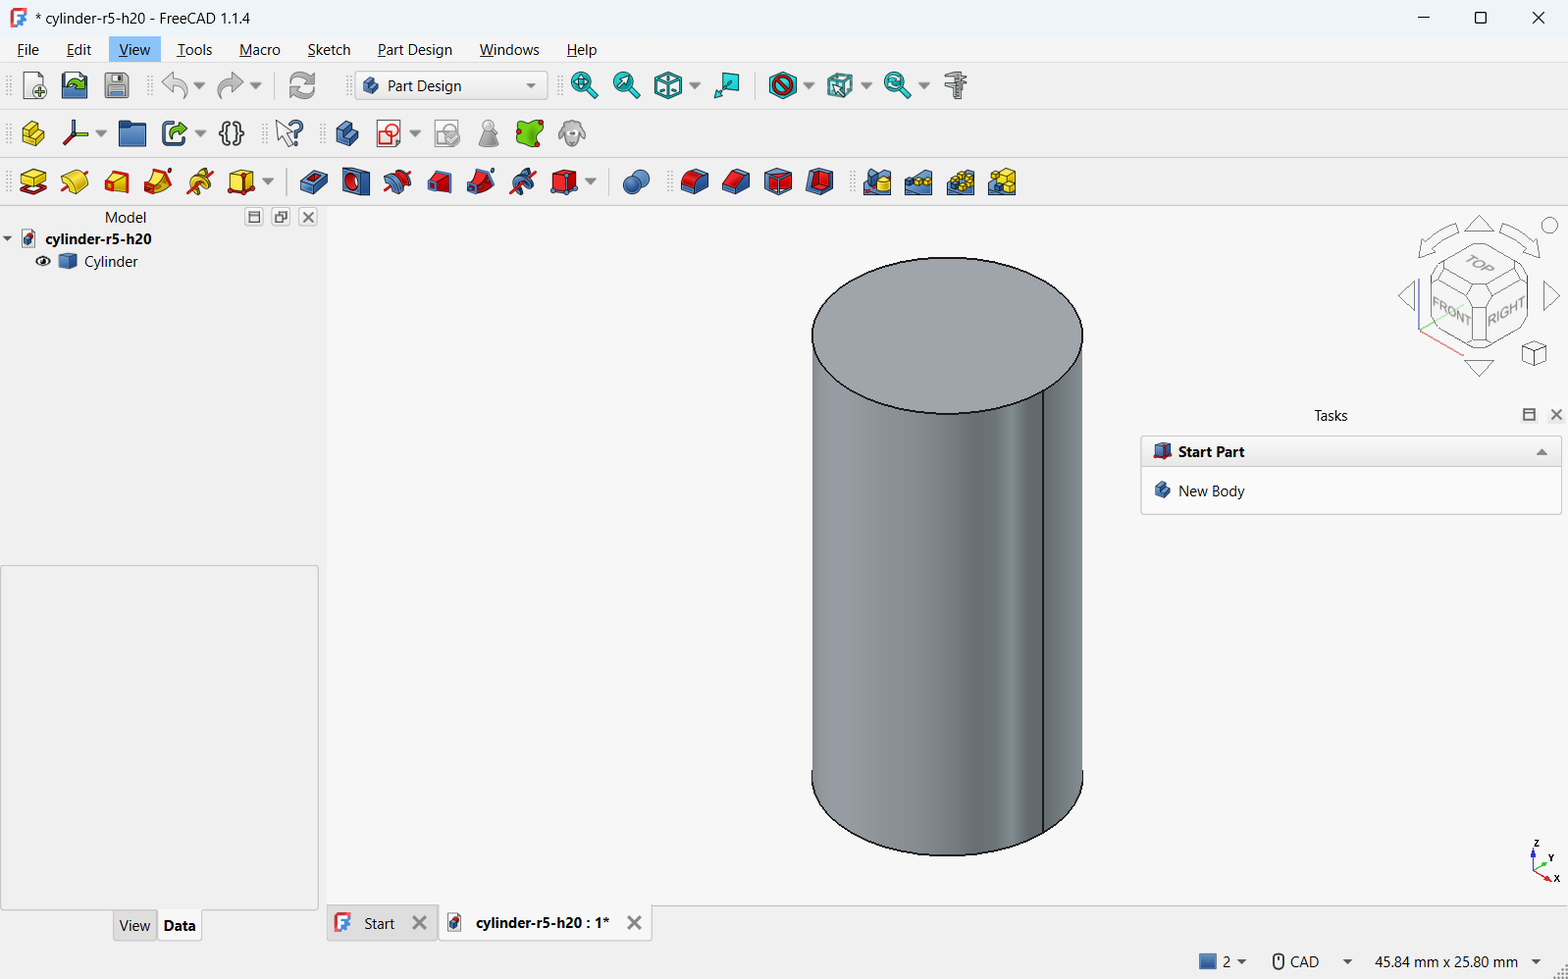 * cylinder-r5-h20 - FreeCAD 1.1.4
File Edit View Tools Macro Sketch Part Design Windows Help
Part Design
Model
cylinder-r5-h20
Cylinder
TOP
FRONT
RIGHT
Tasks
Start Part
New Body
Z
Y
X
View Data
Start
cylinder-r5-h20 : 1*
2
CAD
45.84 mm x 25.80 mm